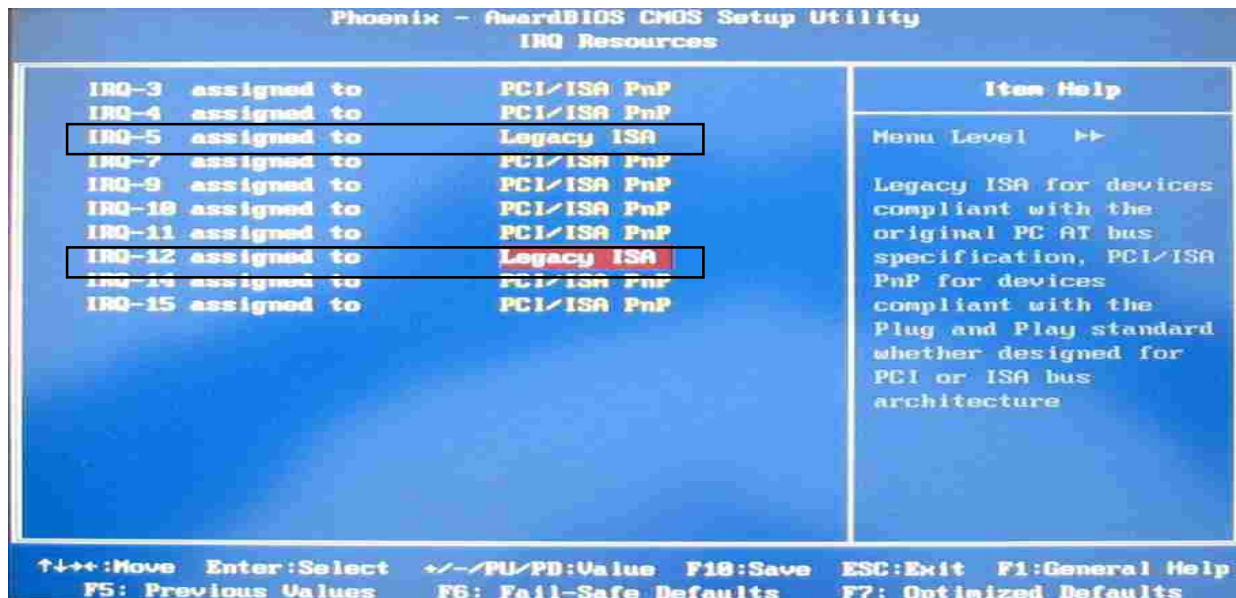 Phoenix - AwardBIOS CMOS Setup Utility
IRQ Resources
IRQ-3 assigned to PCI/ISA PnP
IRQ-4 assigned to PCI/ISA PnP
IRQ-5 assigned to Legacy ISA
IRQ-7 assigned to PCI/ISA PnP
IRQ-9 assigned to PCI/ISA PnP
IRQ-10 assigned to PCI/ISA PnP
IRQ-11 assigned to PCI/ISA PnP
IRQ-12 assigned to Legacy ISA
IRQ-14 assigned to PCI/ISA PnP
IRQ-15 assigned to PCI/ISA PnP
Item Help
Menu Level ▸▸
Legacy ISA for devices
compliant with the
original PC AT bus
specification, PCI/ISA
PnP for devices
compliant with the
Plug and Play standard
whether designed for
PCI or ISA bus
architecture
↑↓→←:Move Enter:Select +/-/PU/PD:Value F10:Save ESC:Exit F1:General Help
F5: Previous Values F6: Fail-Safe Defaults F7: Optimized Defaults